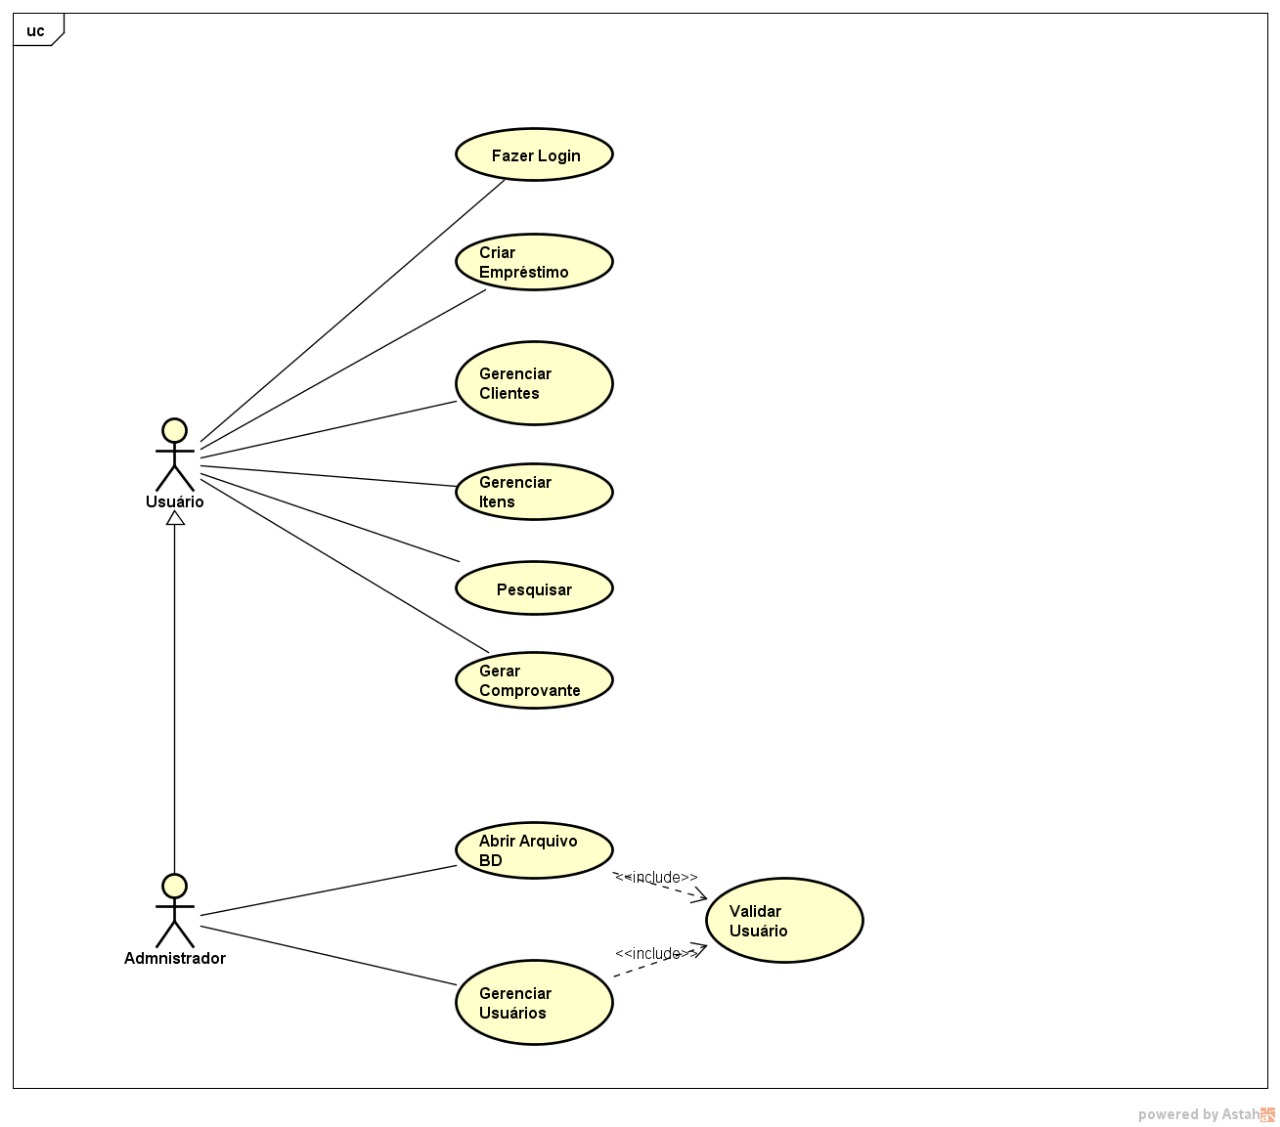 uc
Fazer Login
Criar
Empréstimo
Gerenciar
Clientes
Gerenciar
Itens
Usuário
Pesquisar
Gerar
Comprovante
Abrir Arquivo
BD
<<include>>
Validar
Usuário
Admnistrador
<<include>>
Gerenciar
Usuários
powered by Astah